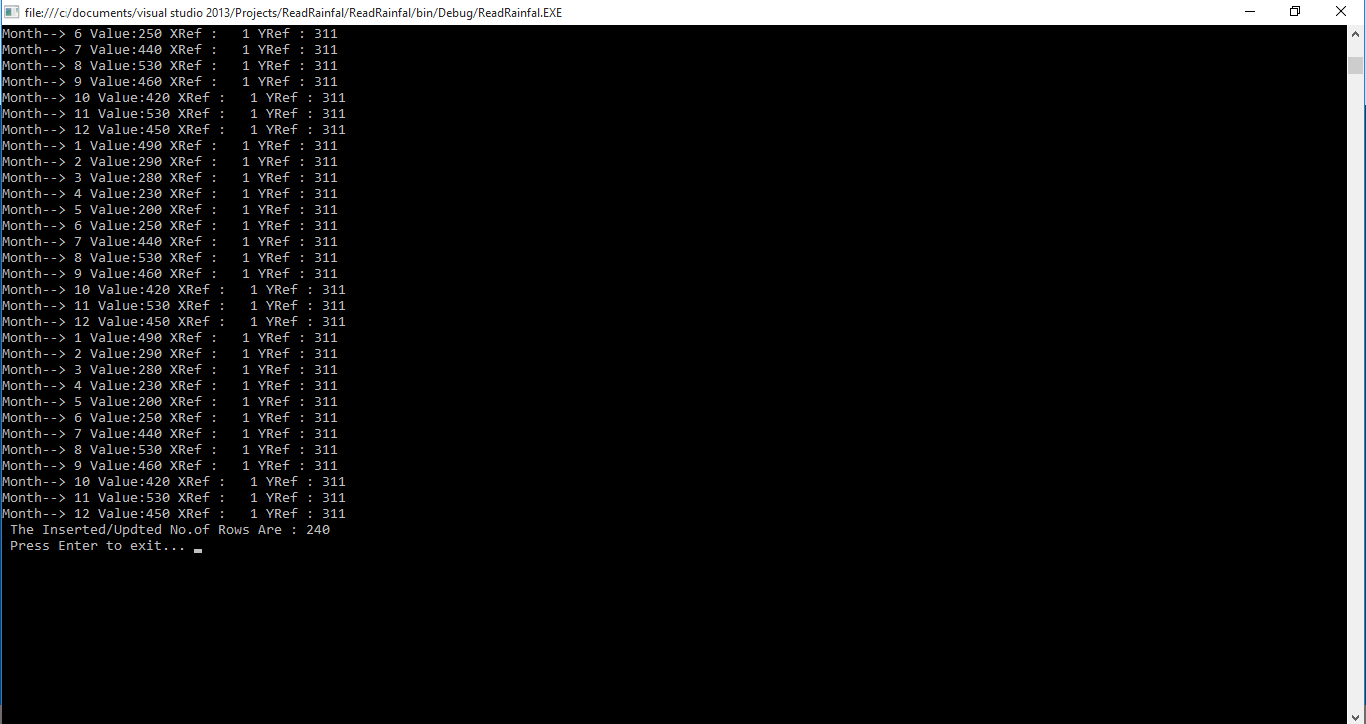 file:///c:/documents/visual studio 2013/Projects/ReadRainfal/ReadRainfal/bin/Debug/ReadRainfal.EXE
Month--> 6 Value:250 XRef :   1 YRef : 311
Month--> 7 Value:440 XRef :   1 YRef : 311
Month--> 8 Value:530 XRef :   1 YRef : 311
Month--> 9 Value:460 XRef :   1 YRef : 311
Month--> 10 Value:420 XRef :   1 YRef : 311
Month--> 11 Value:530 XRef :   1 YRef : 311
Month--> 12 Value:450 XRef :   1 YRef : 311
Month--> 1 Value:490 XRef :   1 YRef : 311
Month--> 2 Value:290 XRef :   1 YRef : 311
Month--> 3 Value:280 XRef :   1 YRef : 311
Month--> 4 Value:230 XRef :   1 YRef : 311
Month--> 5 Value:200 XRef :   1 YRef : 311
Month--> 6 Value:250 XRef :   1 YRef : 311
Month--> 7 Value:440 XRef :   1 YRef : 311
Month--> 8 Value:530 XRef :   1 YRef : 311
Month--> 9 Value:460 XRef :   1 YRef : 311
Month--> 10 Value:420 XRef :   1 YRef : 311
Month--> 11 Value:530 XRef :   1 YRef : 311
Month--> 12 Value:450 XRef :   1 YRef : 311
Month--> 1 Value:490 XRef :   1 YRef : 311
Month--> 2 Value:290 XRef :   1 YRef : 311
Month--> 3 Value:280 XRef :   1 YRef : 311
Month--> 4 Value:230 XRef :   1 YRef : 311
Month--> 5 Value:200 XRef :   1 YRef : 311
Month--> 6 Value:250 XRef :   1 YRef : 311
Month--> 7 Value:440 XRef :   1 YRef : 311
Month--> 8 Value:530 XRef :   1 YRef : 311
Month--> 9 Value:460 XRef :   1 YRef : 311
Month--> 10 Value:420 XRef :   1 YRef : 311
Month--> 11 Value:530 XRef :   1 YRef : 311
Month--> 12 Value:450 XRef :   1 YRef : 311
The Inserted/Updted No.of Rows Are : 240
Press Enter to exit...